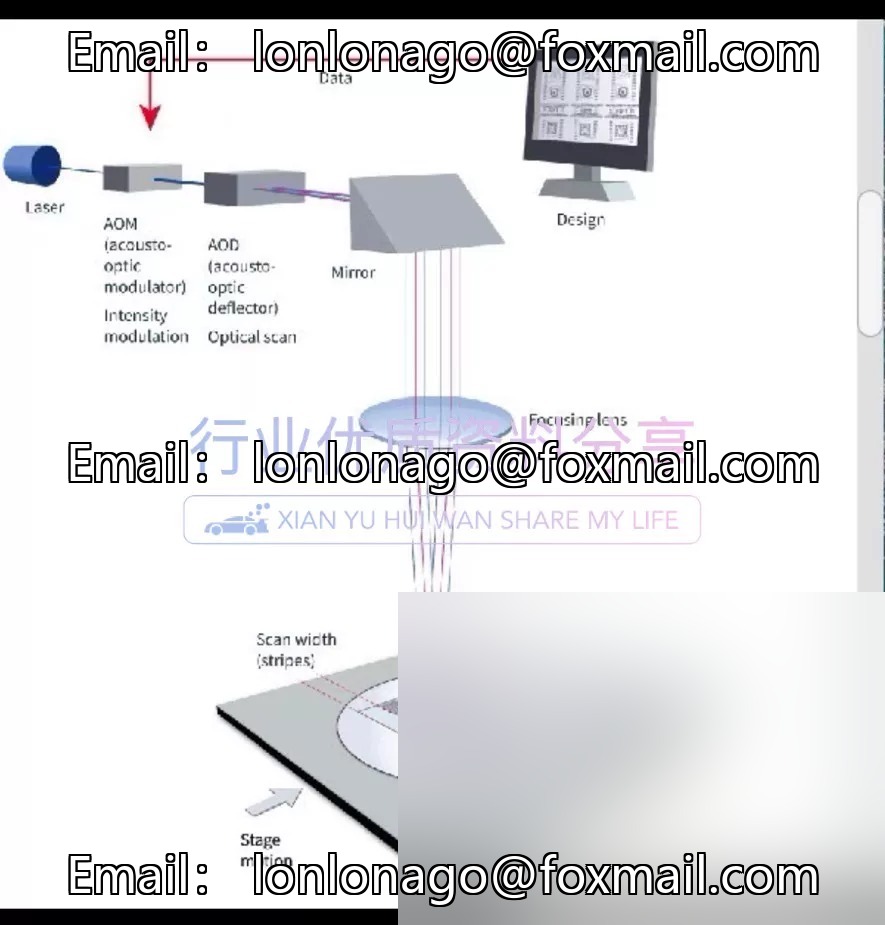 Email： lonlonago@foxmail.com
Data
Laser
Design
AOM
(acousto-
optic
modulator)
Intensity
modulation
AOD
(acousto-
optic
deflector)
Optical scan
Mirror
Focusing lens
行业优质资料分享
Email： lonlonago@foxmail.com
XIAN YU HUI WAN SHARE MY LIFE
Scan width
(stripes)
Stage
motion
Email： lonlonago@foxmail.com